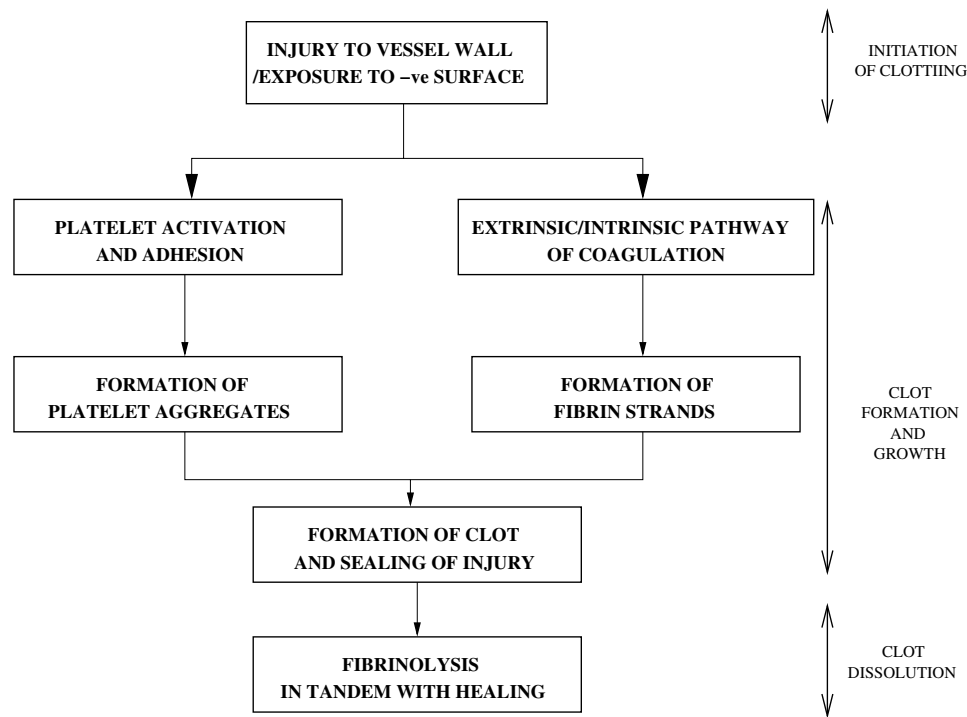 INJURY TO VESSEL WALL
/EXPOSURE TO −ve SURFACE
INITIATION
OF CLOTTIING
PLATELET ACTIVATION
AND ADHESION
EXTRINSIC/INTRINSIC PATHWAY
OF COAGULATION
FORMATION OF
PLATELET AGGREGATES
FORMATION OF
FIBRIN STRANDS
CLOT
FORMATION
AND
GROWTH
FORMATION OF CLOT
AND SEALING OF INJURY
FIBRINOLYSIS
IN TANDEM WITH HEALING
CLOT
DISSOLUTION